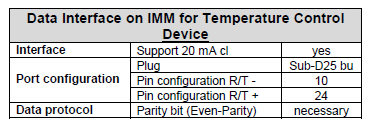 Data Interface on IMM for Temperature Control
Device
Interface Support 20 mA cl yes
Port configuration Plug Sub-D25 bu
Pin configuration R/T - 10
Pin configuration R/T + 24
Data protocol Parity bit (Even-Parity) necessary